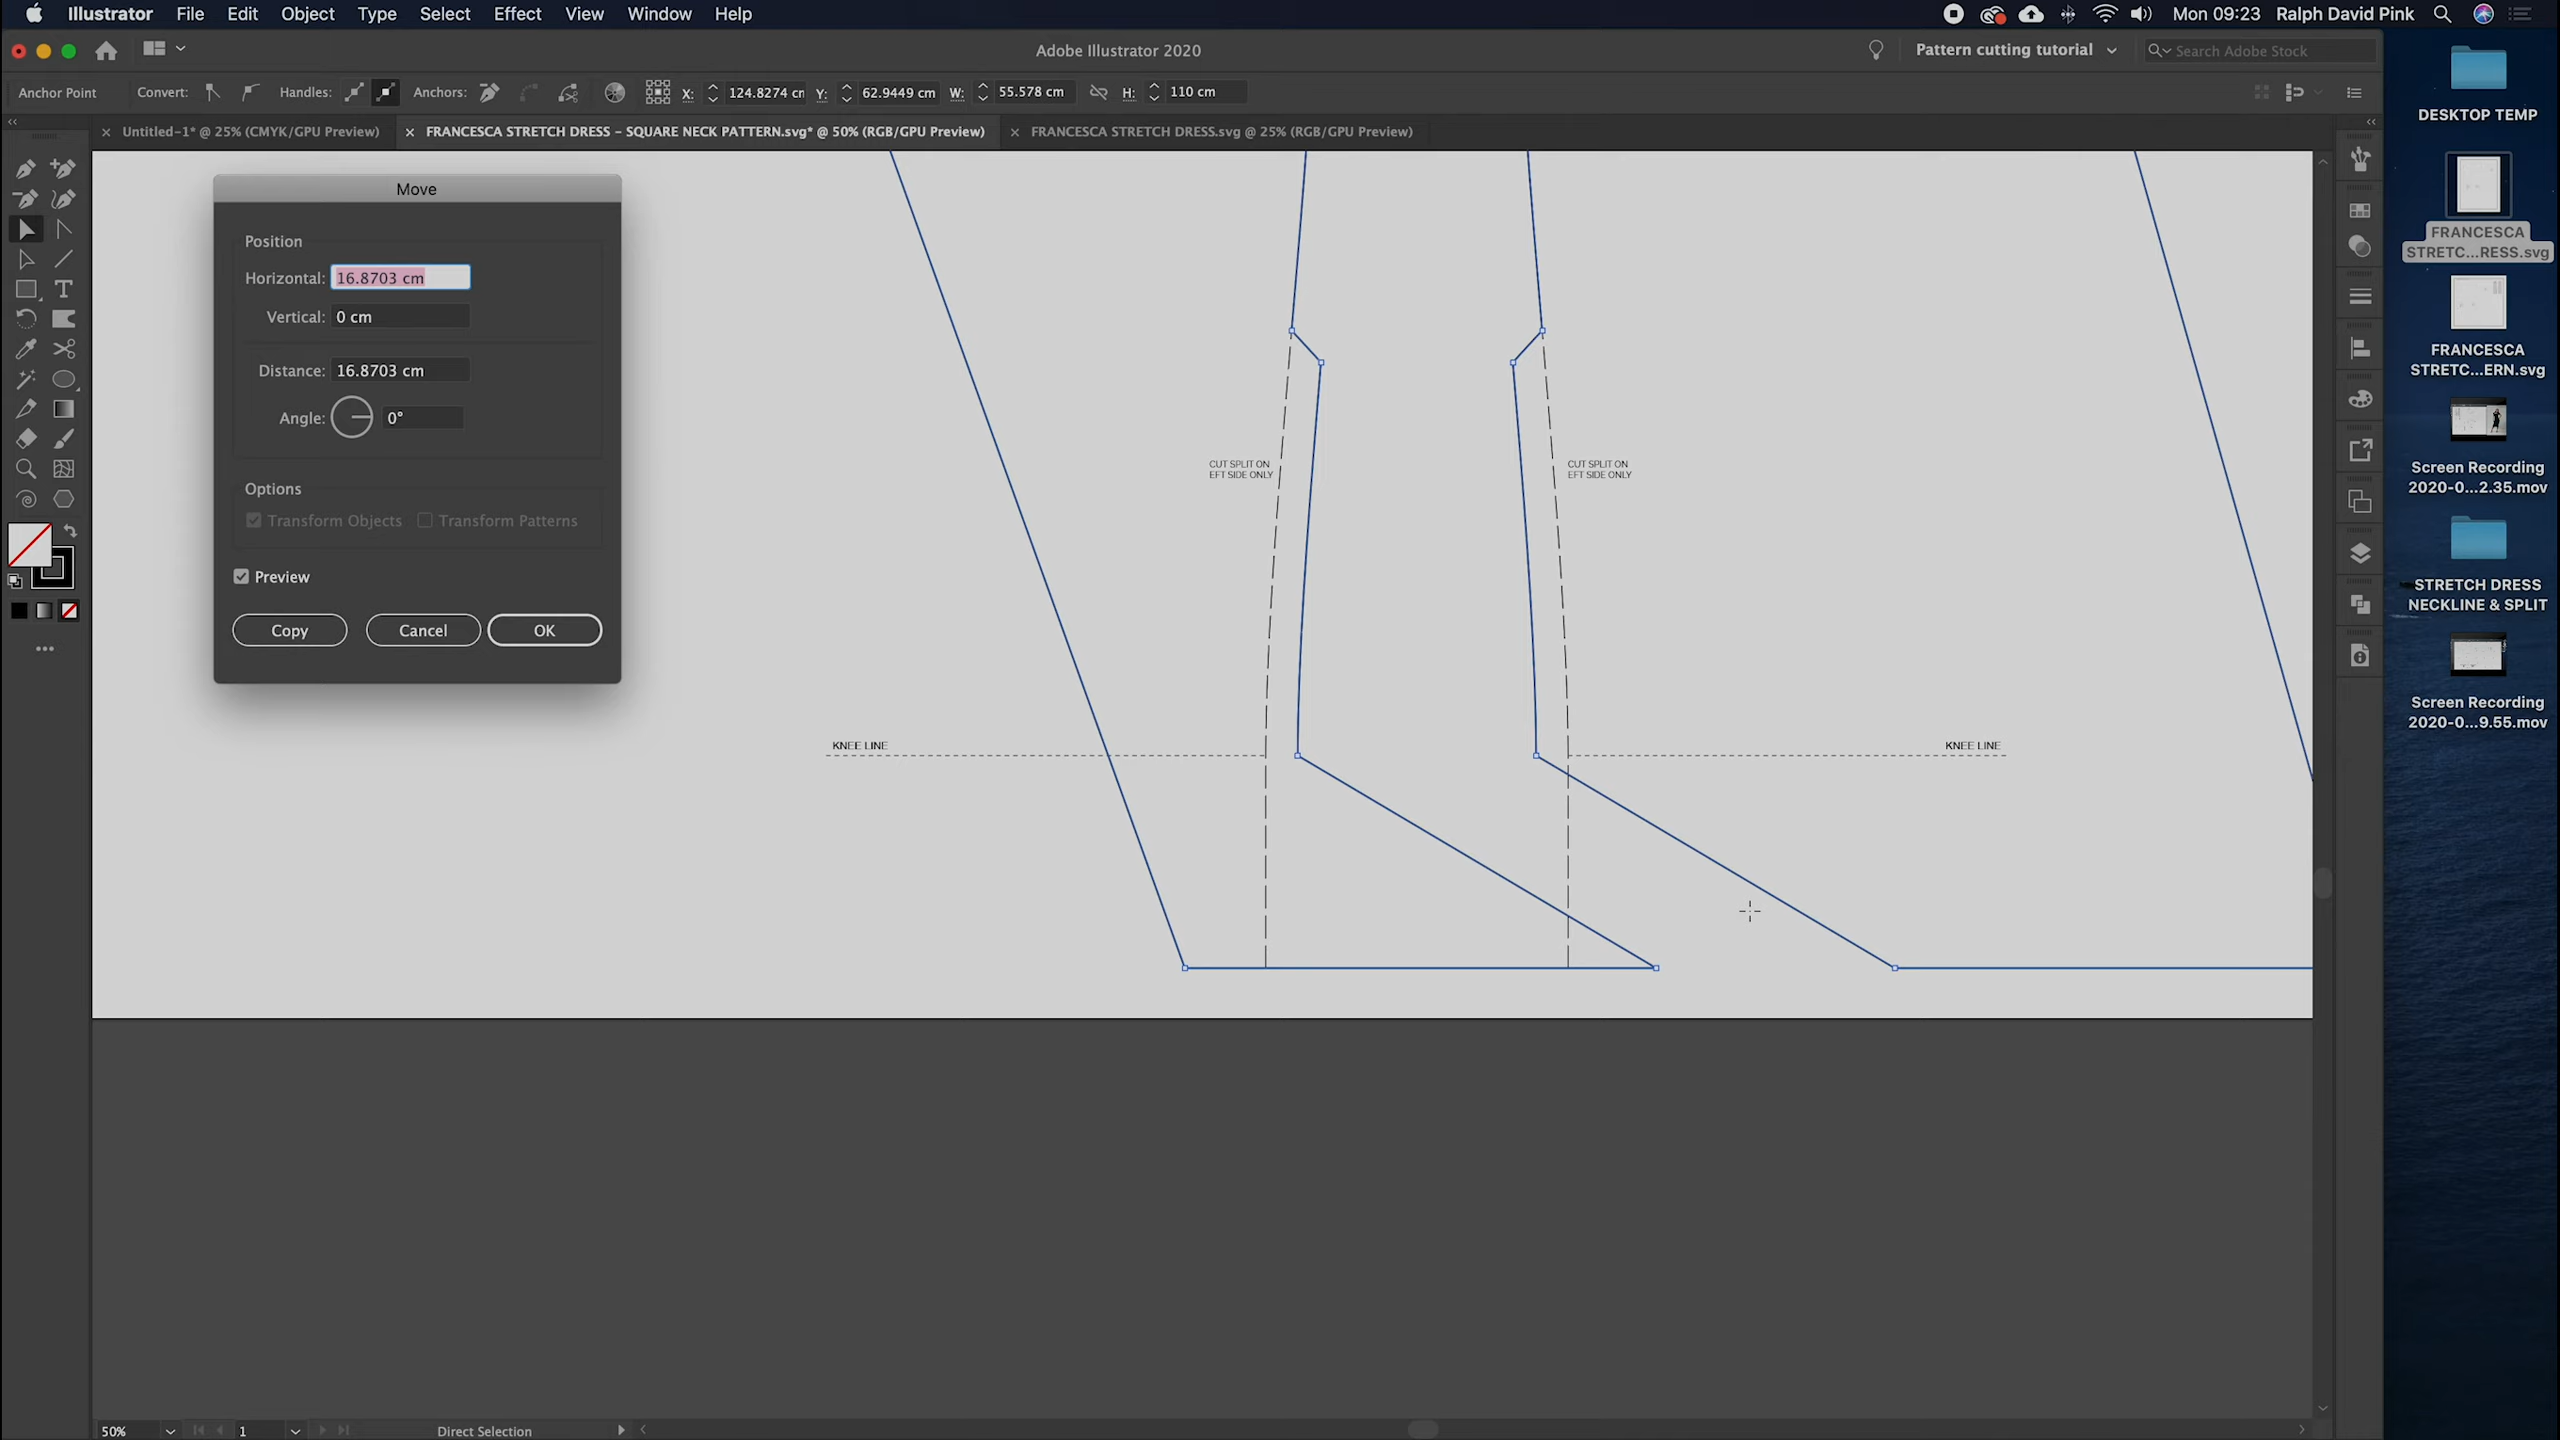 Illustrator File Edit Object Type Select Effect View Window Help
Mon 09:23 Ralph David Pink
Adobe Illustrator 2020
Pattern cutting tutorial
Search Adobe Stock
Anchor Point Convert: Handles: Anchors: X: 124.8274 cm Y: 62.9449 cm W: 55.578 cm H: 110 cm
Untitled-1* @ 25% (CMYK/GPU Preview)
FRANCESCA STRETCH DRESS – SQUARE NECK PATTERN.svg* @ 50% (RGB/GPU Preview)
FRANCESCA STRETCH DRESS.svg @ 25% (RGB/GPU Preview)
Move
Position
Horizontal: 16.8703 cm
Vertical: 0 cm
Distance: 16.8703 cm
Angle: 0°
Options
Transform Objects Transform Patterns
Preview
Copy Cancel OK
CUT SPLIT ON
EFT SIDE ONLY
CUT SPLIT ON
EFT SIDE ONLY
KNEE LINE
KNEE LINE
DESKTOP TEMP
FRANCESCA
STRETC...RESS.svg
FRANCESCA
STRETC...ERN.svg
Screen Recording
2020-0...2.35.mov
STRETCH DRESS
NECKLINE & SPLIT
Screen Recording
2020-0...9.55.mov
50% 1 Direct Selection